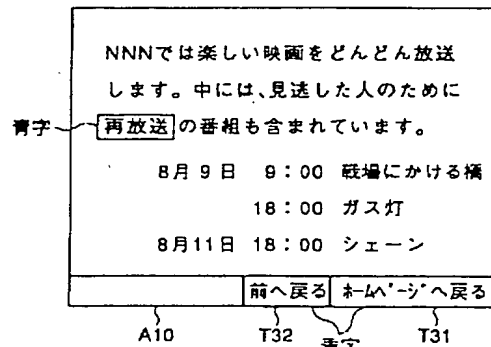 NNNでは楽しい映画をどんどん放送
します。中には、見逃した人のために
青字 再放送 の番組も含まれています。
8月9日 9:00 戦場にかける橋
18:00 ガス灯
8月11日 18:00 シェーン
前へ戻る ホームページへ戻る
A10 T32 青字 T31